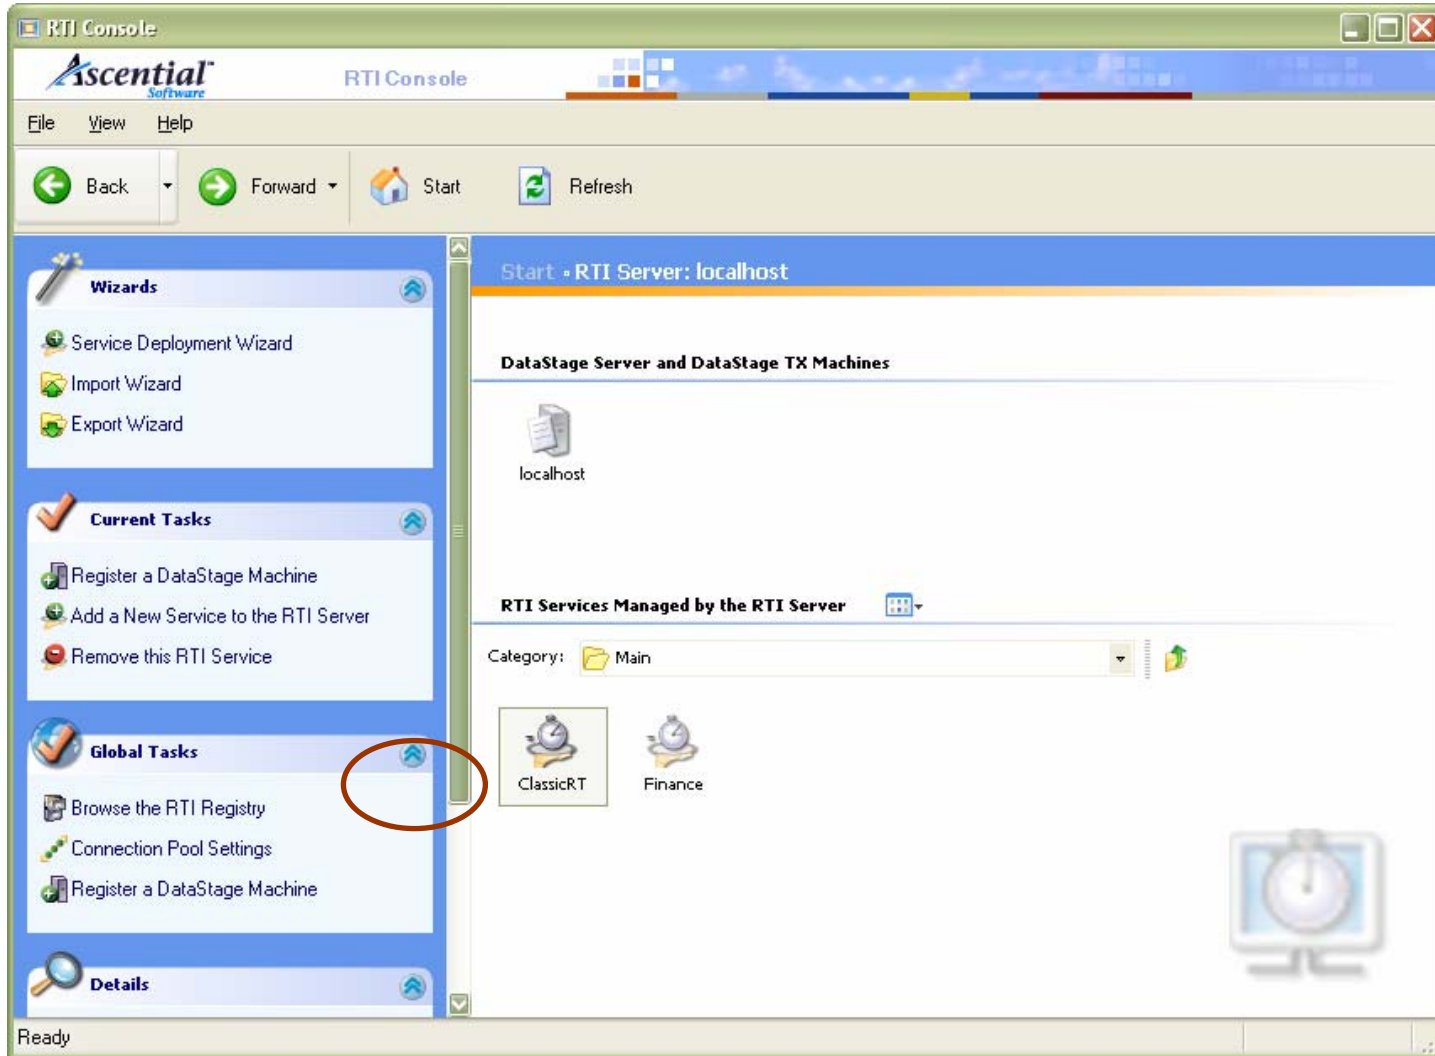 RTI Console
Ascential™
Software
RTI Console
File View Help
Back Forward Start Refresh
Wizards
Service Deployment Wizard
Import Wizard
Export Wizard
Current Tasks
Register a DataStage Machine
Add a New Service to the RTI Server
Remove this RTI Service
Global Tasks
Browse the RTI Registry
Connection Pool Settings
Register a DataStage Machine
Details
Start RTI Server: localhost
DataStage Server and DataStage TX Machines
localhost
RTI Services Managed by the RTI Server
Category: Main
ClassicRT Finance
Ready